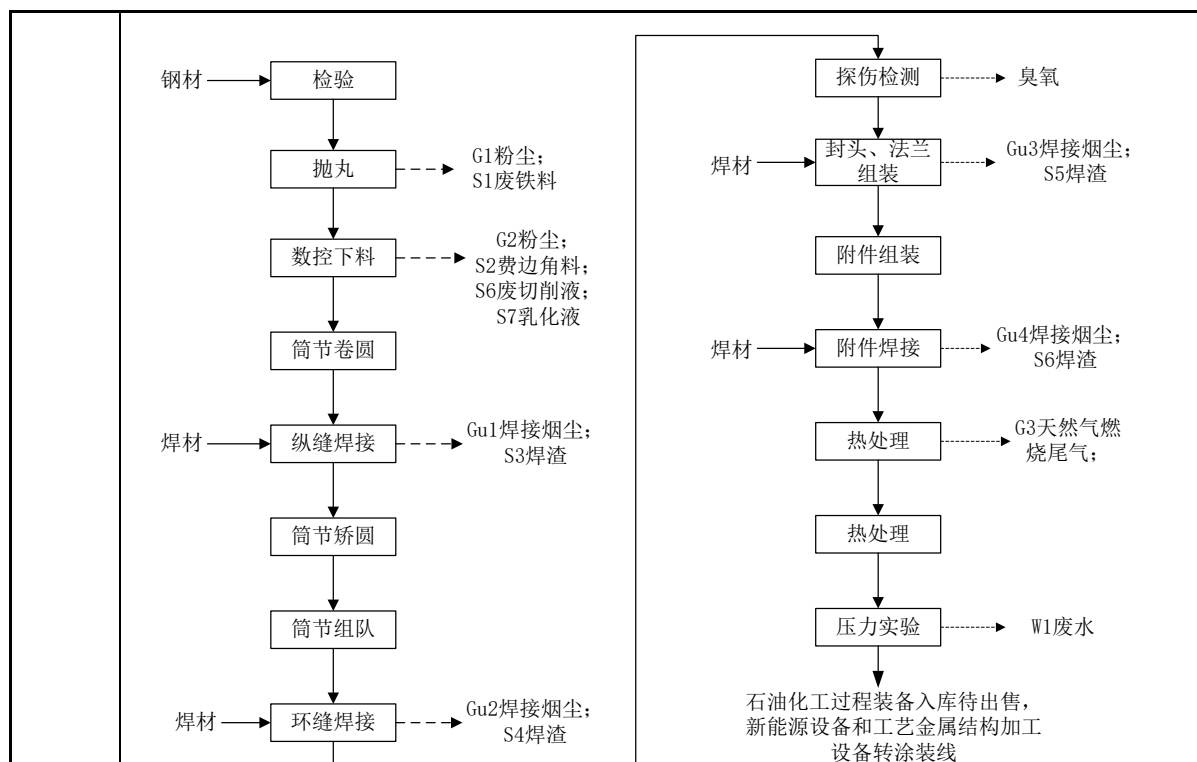 钢材
检验
抛丸
G1粉尘；
S1废铁料
数控下料
G2粉尘；
S2费边角料；
S6废切削液；
S7乳化液
筒节卷圆
焊材
纵缝焊接
Gu1焊接烟尘；
S3焊渣
筒节矫圆
筒节组队
焊材
环缝焊接
Gu2焊接烟尘；
S4焊渣
探伤检测
臭氧
焊材
封头、法兰
组装
Gu3焊接烟尘；
S5焊渣
附件组装
焊材
附件焊接
Gu4焊接烟尘；
S6焊渣
热处理
G3天然气燃
烧尾气；
热处理
压力实验
W1废水
石油化工过程装备入库待出售，
新能源设备和工艺金属结构加工
设备转涂装线